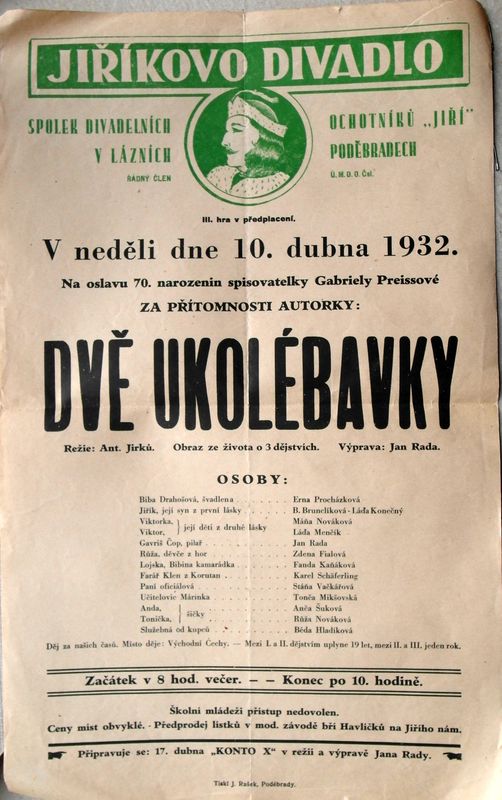 JIŘÍKOVO DIVADLO
SPOLEK DIVADELNÍCH OCHOTNÍKŮ „JIŘÍ"
V LÁZNÍCH PODĚBRADECH
ŘÁDNÝ ČLEN Ú. M. D. O. Čsl.
III. hra v předplacení.
V neděli dne 10. dubna 1932.
Na oslavu 70. narozenin spisovatelky Gabriely Preissové
ZA PŘÍTOMNOSTI AUTORKY:
DVĚ UKOLÉBAVKY
Režie: Ant. Jirků. Obraz ze života o 3 dějstvích. Výprava: Jan Rada.
OSOBY:
Biba Drahošová, švadlena . . . . . . Erna Procházková
Jiřík, její syn z první lásky . . . . . B. Brunclíková - Láďa Konečný
Viktorka, } její děti z druhé lásky Máňa Nováková
Viktor, Láďa Menčík
Gavriš Čop, pilař . . . . . . . . . Jan Rada
Růža, děvče z hor . . . . . . . . . Zdena Fialová
Lojska, Bibina kamarádka . . . . . . Fanda Kaňáková
Farář Klen z Korutan . . . . . . . . Karel Schäferling
Paní oficiálová . . . . . . . . . . Stáňa Vačkářová
Učitelovic Márinka . . . . . . . . . Tonča Mikšovská
Anda, } šičky . . . . . . . . . Anča Šuková
Tonička, Růža Nováková
Služebná od kupců . . . . . . . . . Béda Hladíková
Děj za našich časů. Místo děje: Východní Čechy. — Mezi I. a II. dějstvím uplyne 19 let, mezi II. a III. jeden rok.
Začátek v 8 hod. večer. — — Konec po 10. hodině.
Školní mládeži přístup nedovolen.
Ceny míst obvyklé. - Předprodej lístků v mod. závodě bří Havlíčků na Jiřího nám.
Připravuje se: 17. dubna „KONTO X" v režii a výpravě Jana Rady.
Tiskl J. Rašek, Poděbrady.